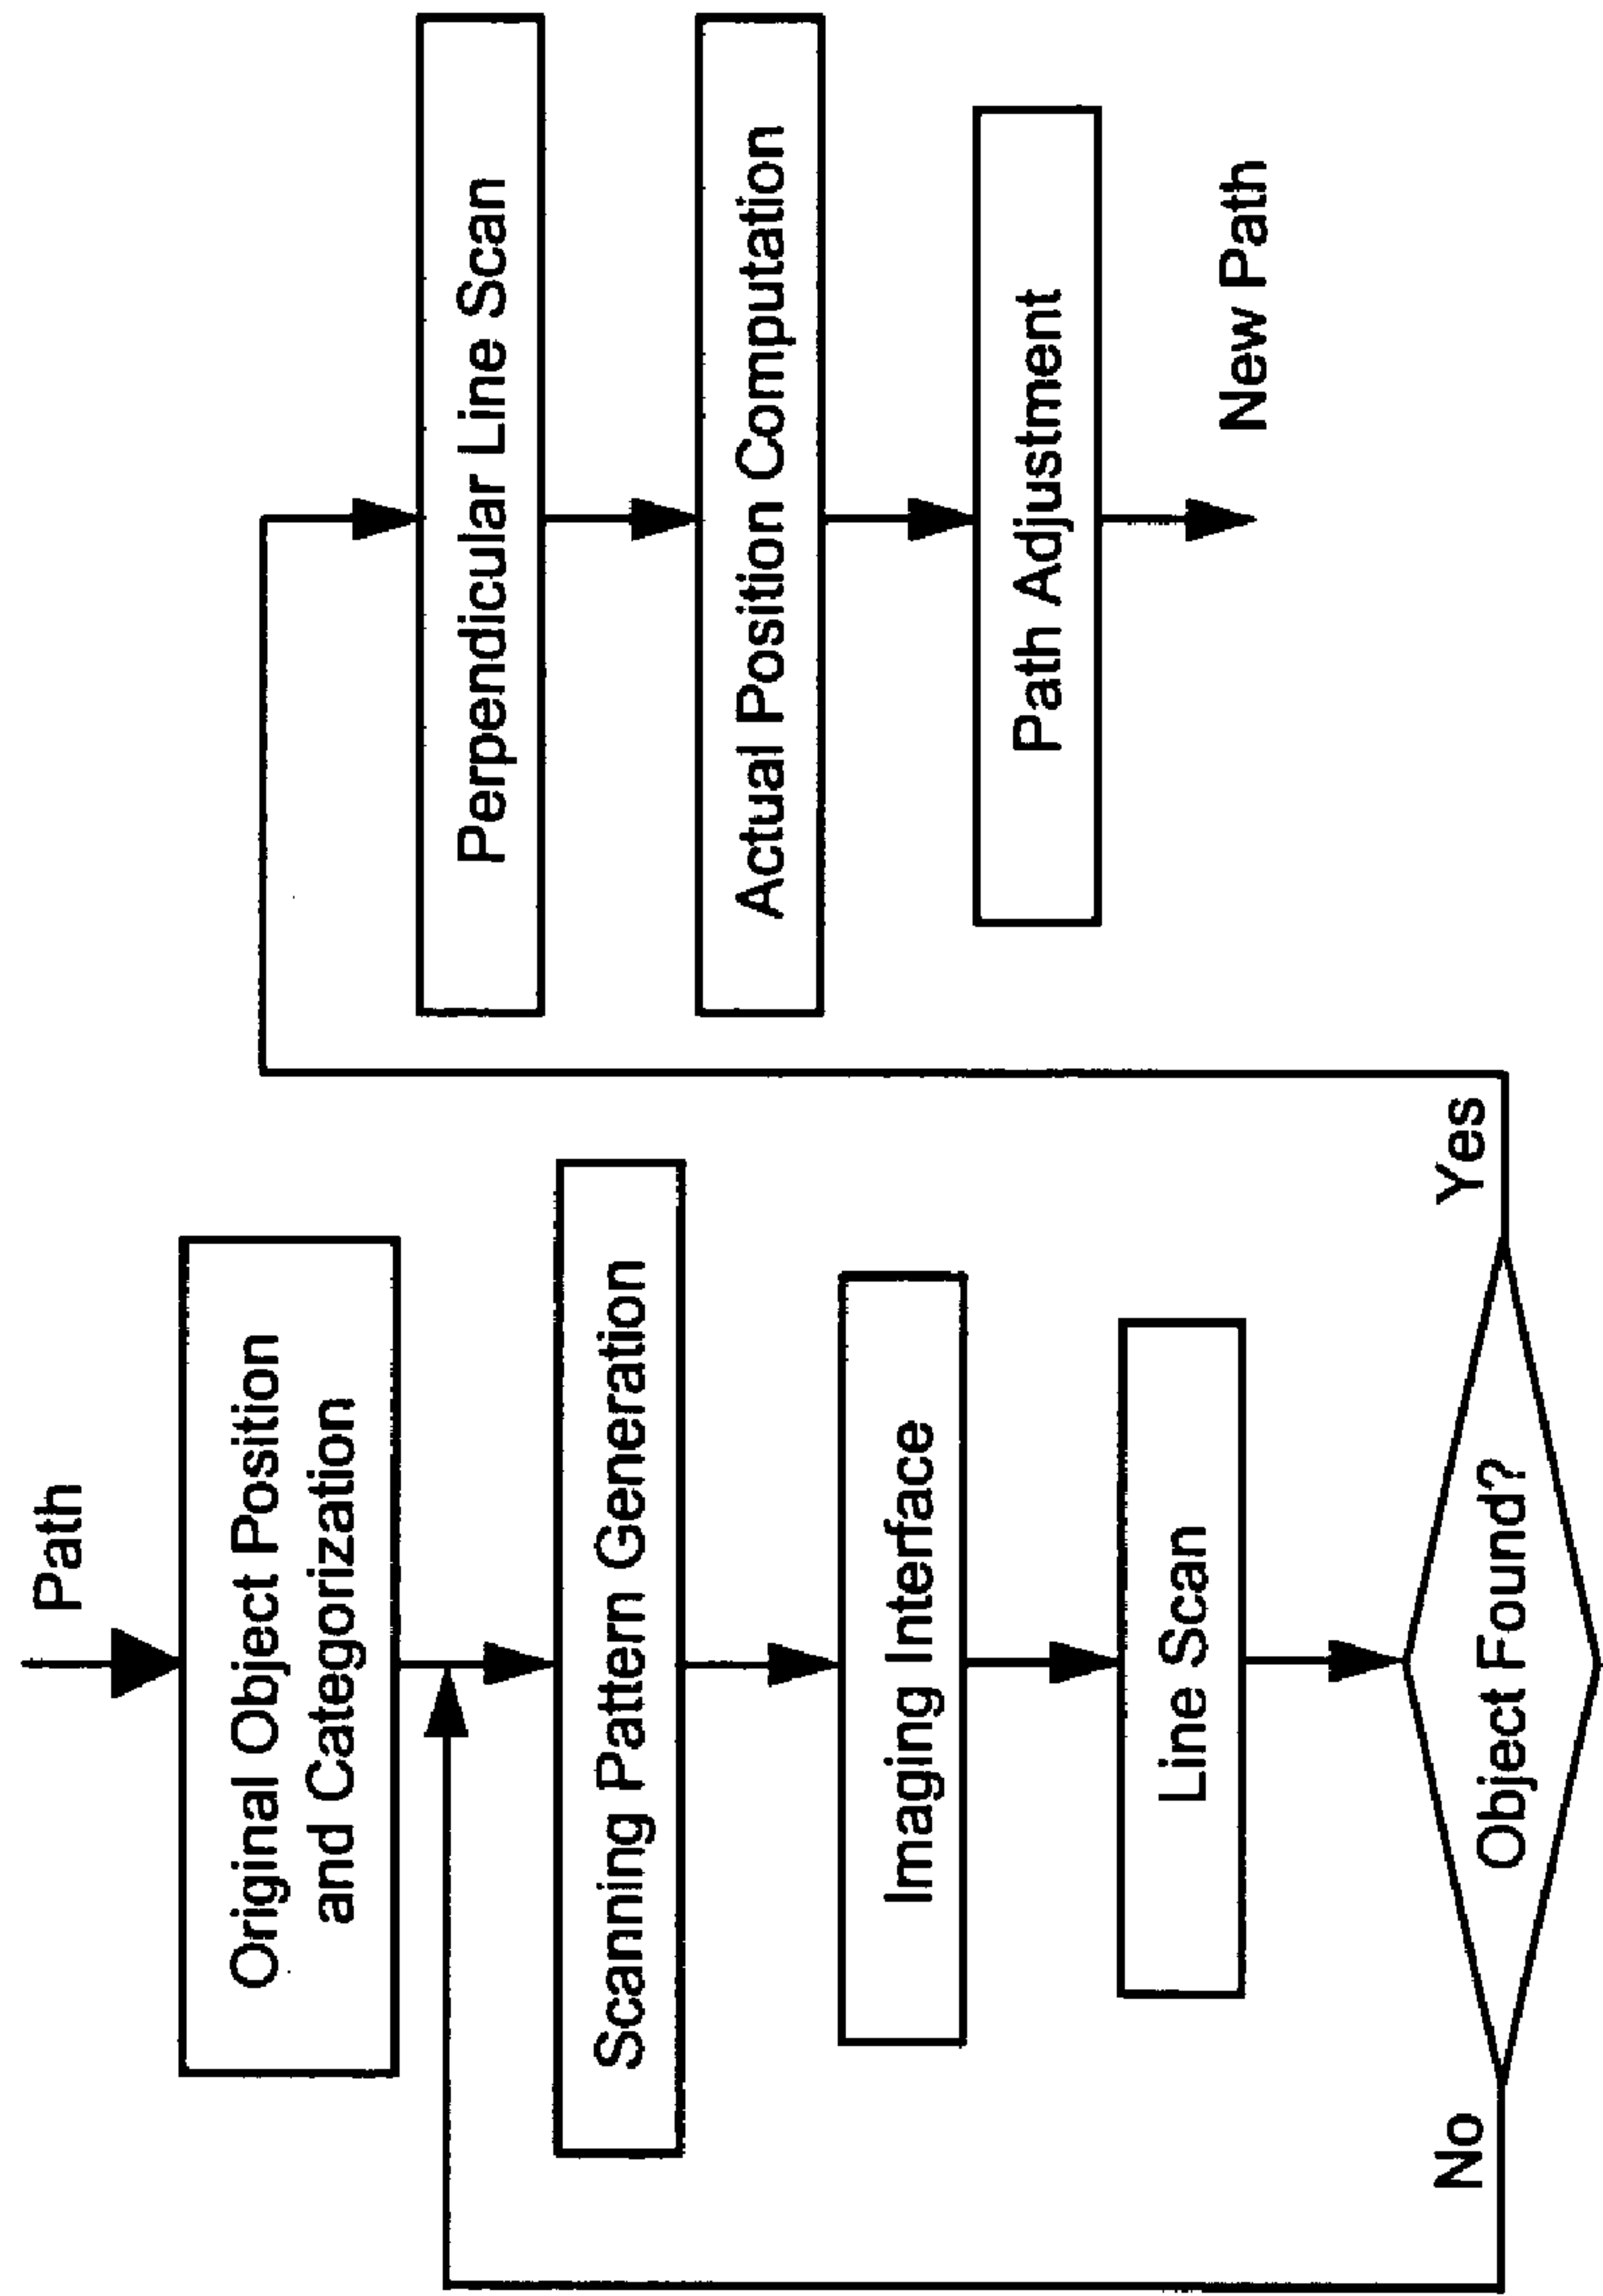 Path
Original Object Position
and Categorization
Scanning Pattern Generation
Imaging Interface
Line Scan
Object Found?
No
Yes
Perpendicular Line Scan
Actual Position Computation
Path Adjustment
New Path